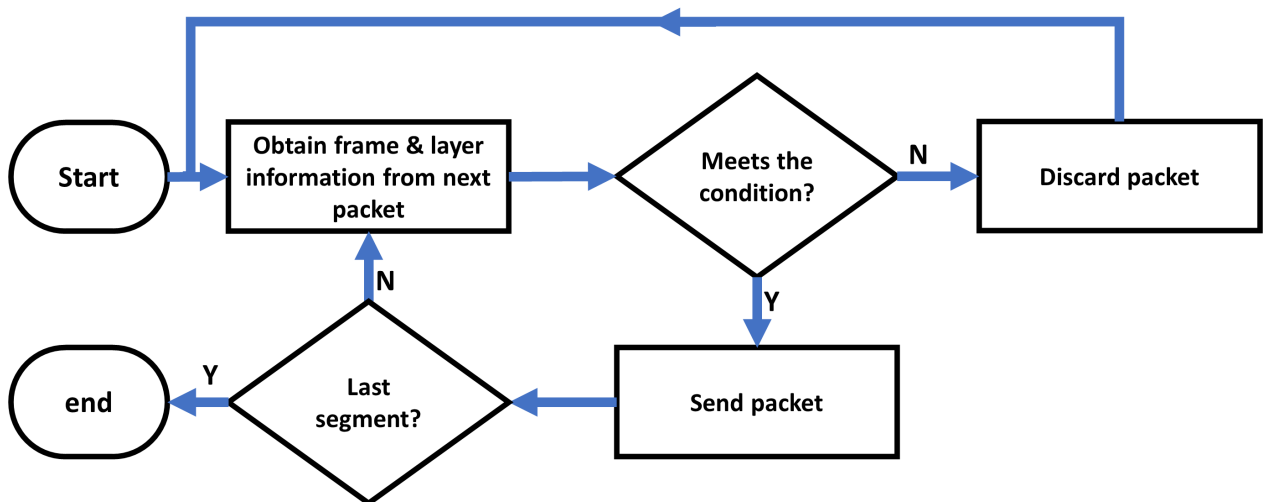 Start
Obtain frame & layer
information from next
packet
Meets the
condition?
N
Discard packet
Y
N
Send packet
Last
segment?
Y
end